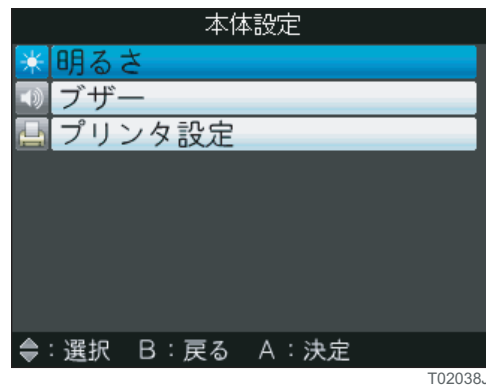 本体設定
明るさ
ブザー
プリンタ設定
：選択　B：戻る　A：決定
T02038J